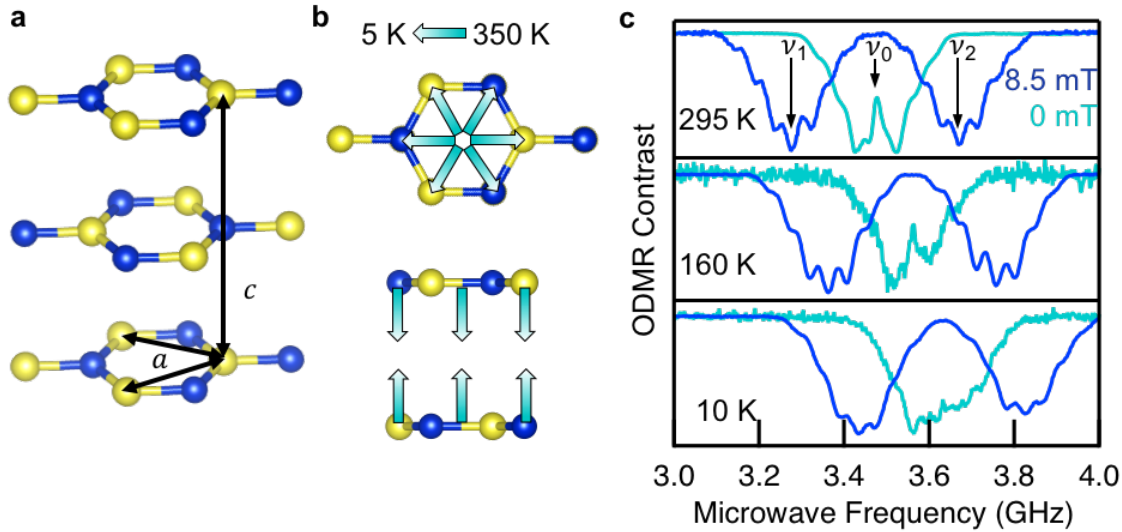 a
c
a
b
5 K 350 K
c
ν₁ ν₀ ν₂
8.5 mT
0 mT
295 K
160 K
10 K
ODMR Contrast
3.0 3.2 3.4 3.6 3.8 4.0
Microwave Frequency (GHz)